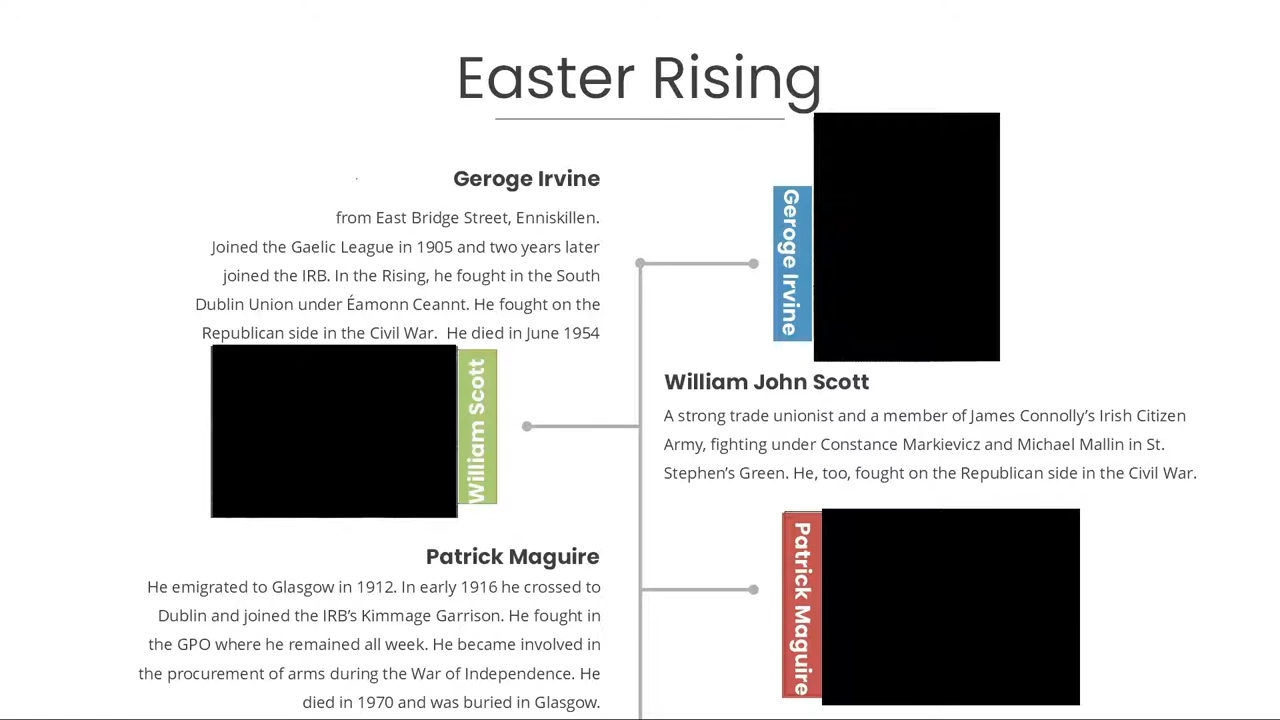 Easter Rising
Geroge Irvine
from East Bridge Street, Enniskillen.
Joined the Gaelic League in 1905 and two years later
joined the IRB. In the Rising, he fought in the South
Dublin Union under Éamonn Ceannt. He fought on the
Republican side in the Civil War.  He died in June 1954
Geroge Irvine
William Scott
William John Scott
A strong trade unionist and a member of James Connolly’s Irish Citizen
Army, fighting under Constance Markievicz and Michael Mallin in St.
Stephen’s Green. He, too, fought on the Republican side in the Civil War.
Patrick Maguire
He emigrated to Glasgow in 1912. In early 1916 he crossed to
Dublin and joined the IRB’s Kimmage Garrison. He fought in
the GPO where he remained all week. He became involved in
the procurement of arms during the War of Independence. He
died in 1970 and was buried in Glasgow.
Patrick Maguire